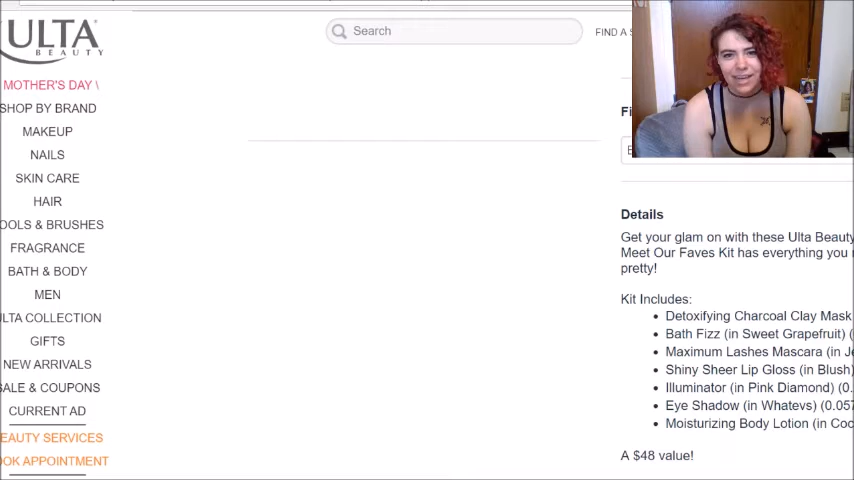 ULTA
BEAUTY
Search
FIND A S
MOTHER'S DAY \
SHOP BY BRAND
MAKEUP
NAILS
SKIN CARE
HAIR
OOLS & BRUSHES
FRAGRANCE
BATH & BODY
MEN
ULTA COLLECTION
GIFTS
NEW ARRIVALS
SALE & COUPONS
CURRENT AD
EAUTY SERVICES
OOK APPOINTMENT
Fi
Details
Get your glam on with these Ulta Beauty
Meet Our Faves Kit has everything you
pretty!
Kit Includes:
Detoxifying Charcoal Clay Mask
Bath Fizz (in Sweet Grapefruit) (
Maximum Lashes Mascara (in Je
Shiny Sheer Lip Gloss (in Blush)
Illuminator (in Pink Diamond) (0.
Eye Shadow (in Whatevs) (0.057
Moisturizing Body Lotion (in Coc
A $48 value!